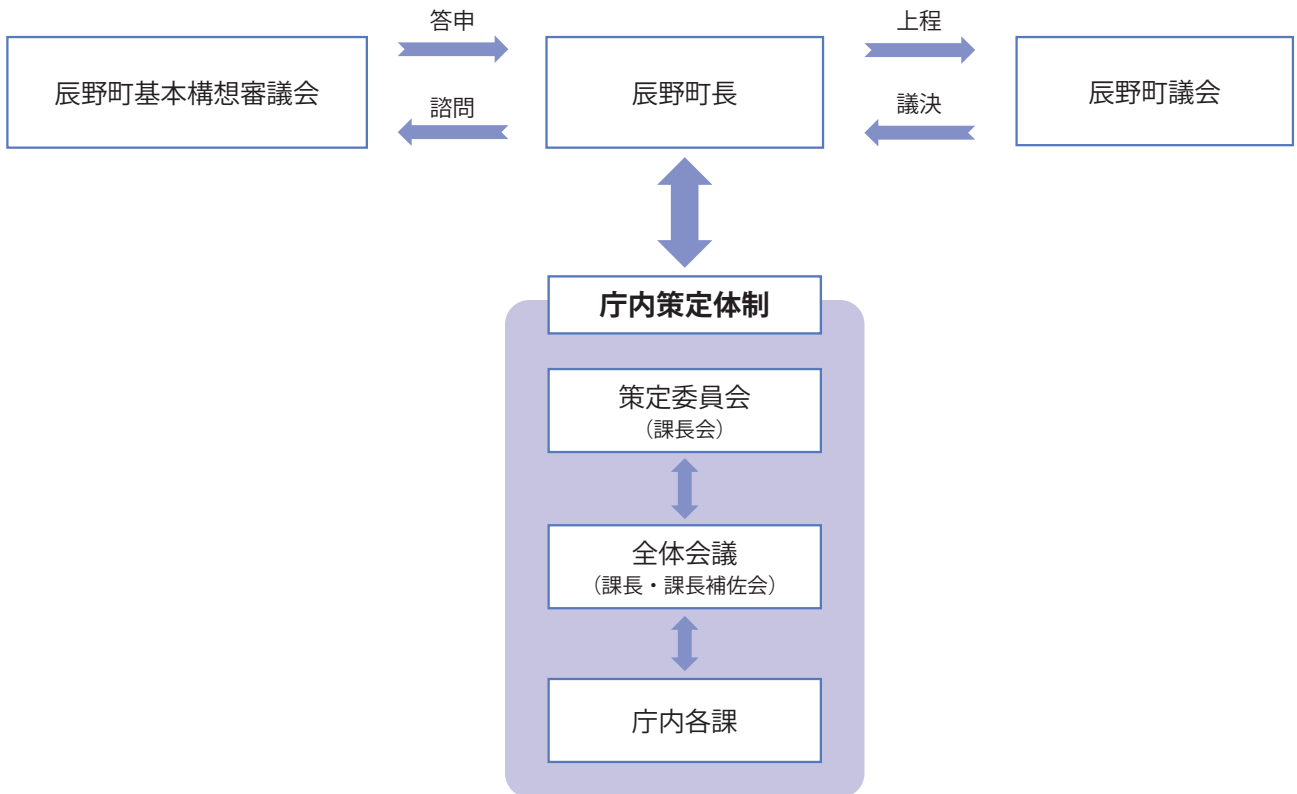 答申
上程
辰野町基本構想審議会
辰野町長
辰野町議会
諮問
議決
庁内策定体制
策定委員会
（課長会）
全体会議
（課長・課長補佐会）
庁内各課